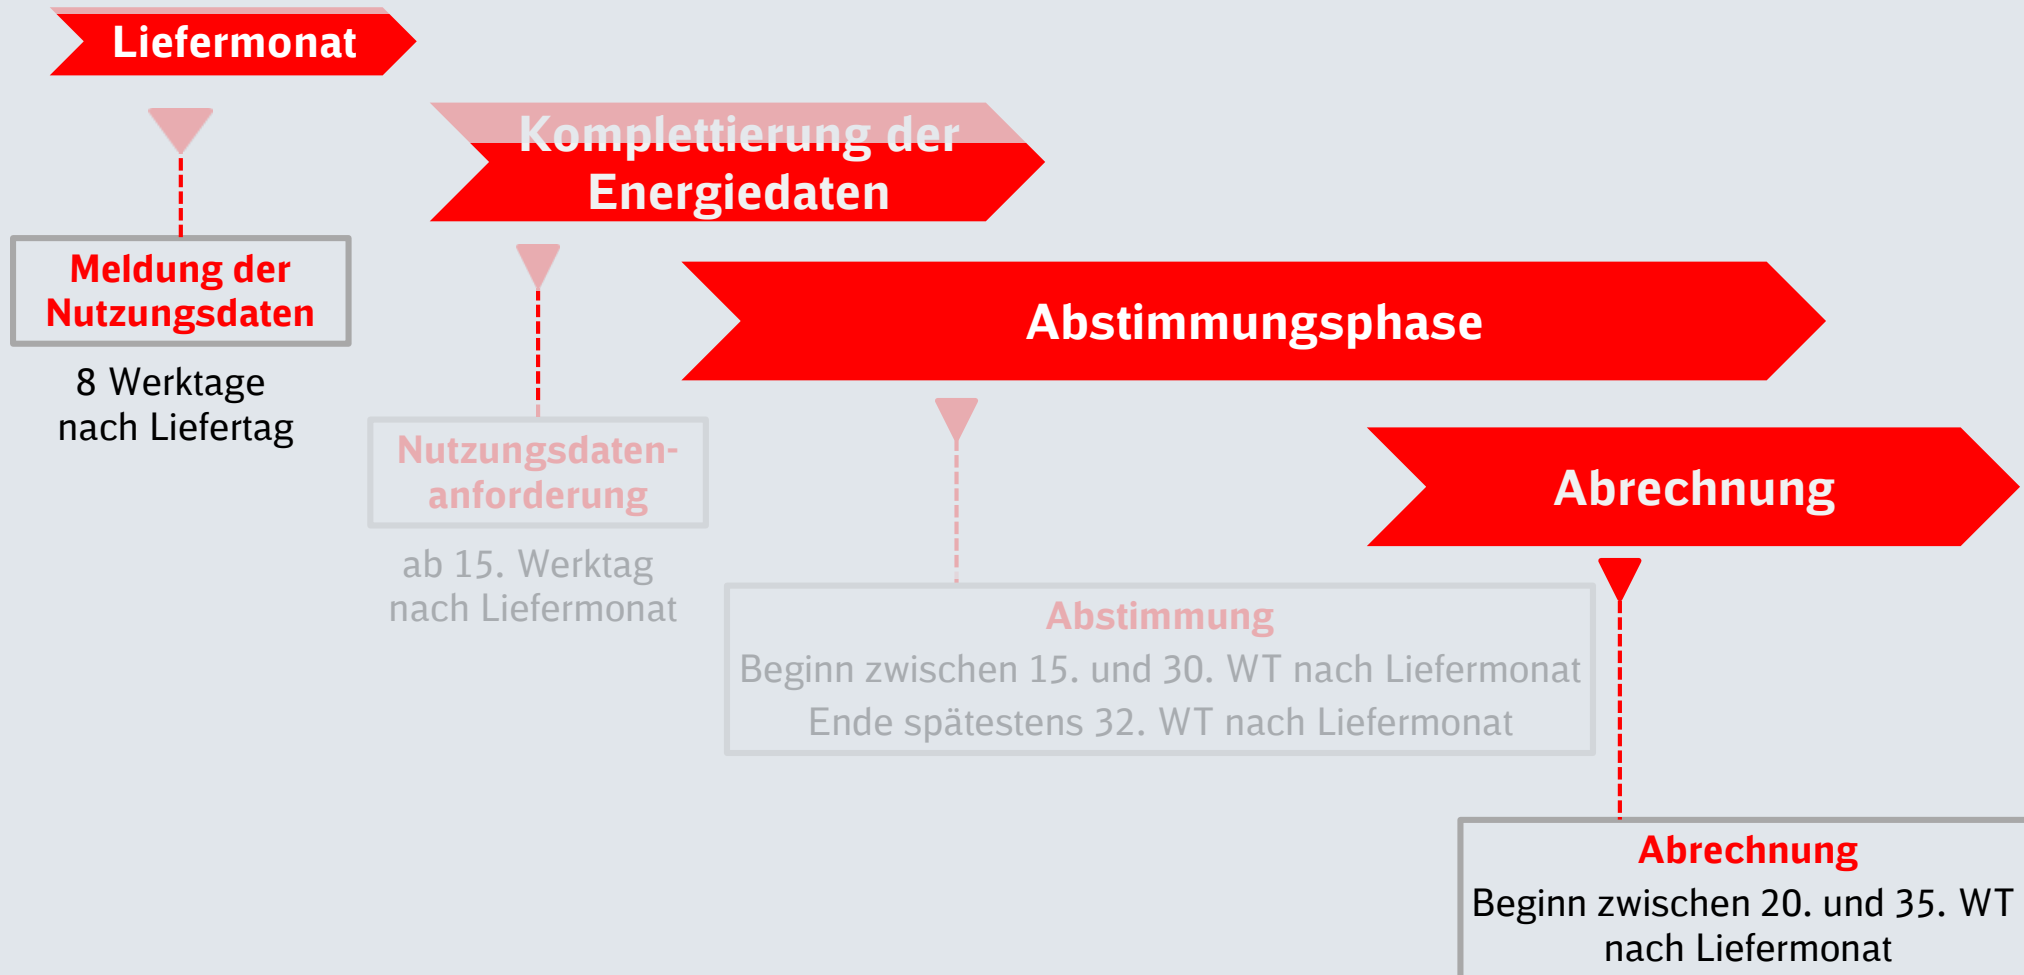 Liefermonat
Komplettierung der
Energiedaten
Meldung der
Nutzungsdaten
8 Werktage
nach Liefertag
Abstimmungsphase
Nutzungsdaten-
anforderung
ab 15. Werktag
nach Liefermonat
Abrechnung
Abstimmung
Beginn zwischen 15. und 30. WT nach Liefermonat
Ende spätestens 32. WT nach Liefermonat
Abrechnung
Beginn zwischen 20. und 35. WT
nach Liefermonat